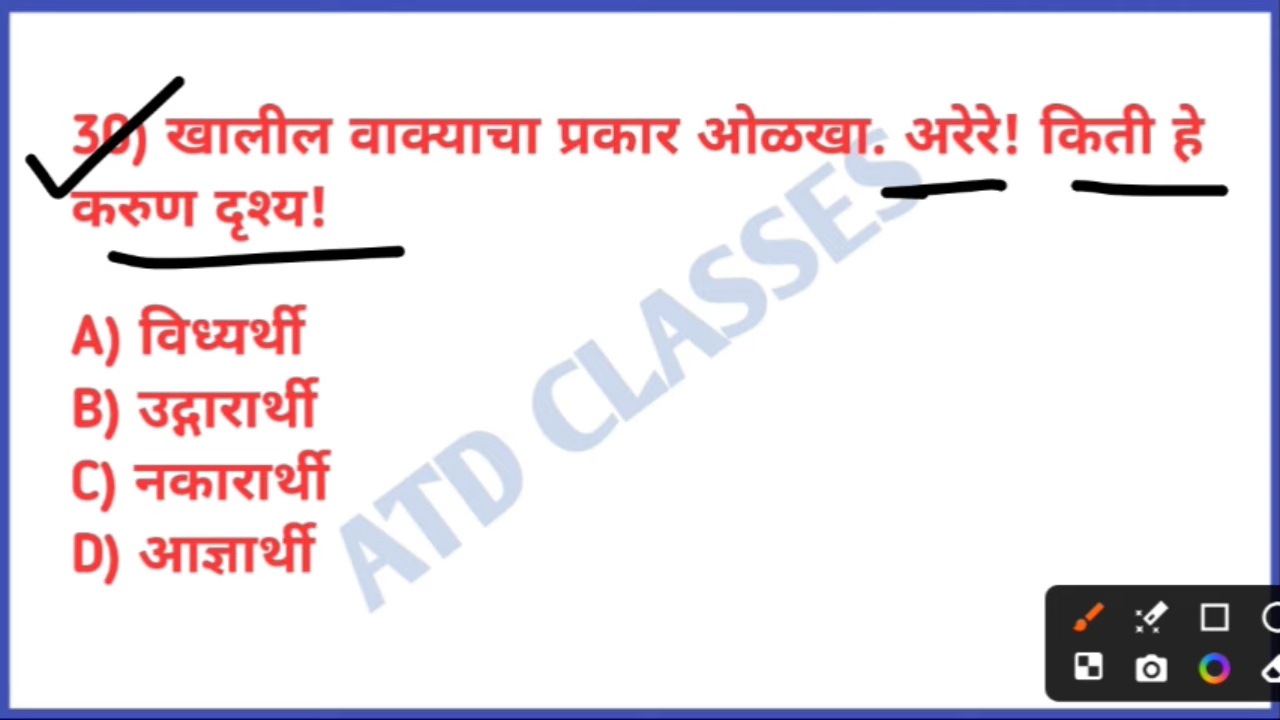 30) खालील वाक्याचा प्रकार ओळखा. अरेरे! किती हे
करुण दृश्य!
A) विध्यर्थी
B) उद्गारार्थी
C) नकारार्थी
D) आज्ञार्थी
ATD CLASSES